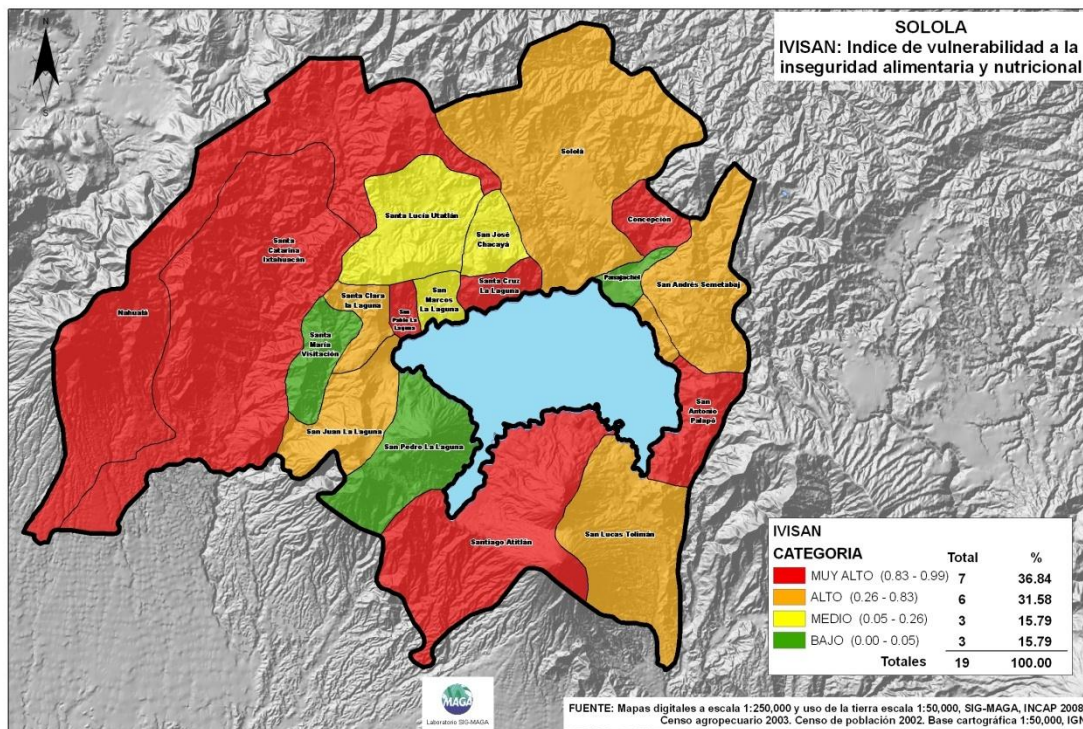 SOLOLA
IVISAN: Indice de vulnerabilidad a la
inseguridad alimentaria y nutricional
N
S
Sololá
Concepción
Santa Lucía Utatlán
San José
Chacayá
Santa
Catarina
Ixtahuacán
Panajachel
San Andrés Semetabaj
Santa Cruz
La Laguna
Santa Clara
la Laguna
San
Marcos
La Laguna
San
Pablo La
Laguna
Nahualá
Santa
María
Visitación
San
Antonio
Palopó
San Juan La Laguna
San Pedro La Laguna
Santiago Atitlán
San Lucas Tolimán
IVISAN
CATEGORIA Total %
MUY ALTO (0.83 - 0.99) 7 36.84
ALTO (0.26 - 0.83) 6 31.58
MEDIO (0.05 - 0.26) 3 15.79
BAJO (0.00 - 0.05) 3 15.79
Totales 19 100.00
MAGA
Laboratorio SIG-MAGA
FUENTE: Mapas digitales a escala 1:250,000 y uso de la tierra escala 1:50,000, SIG-MAGA, INCAP 2008
Censo agropecuario 2003. Censo de población 2002. Base cartográfica 1:50,000, IGN